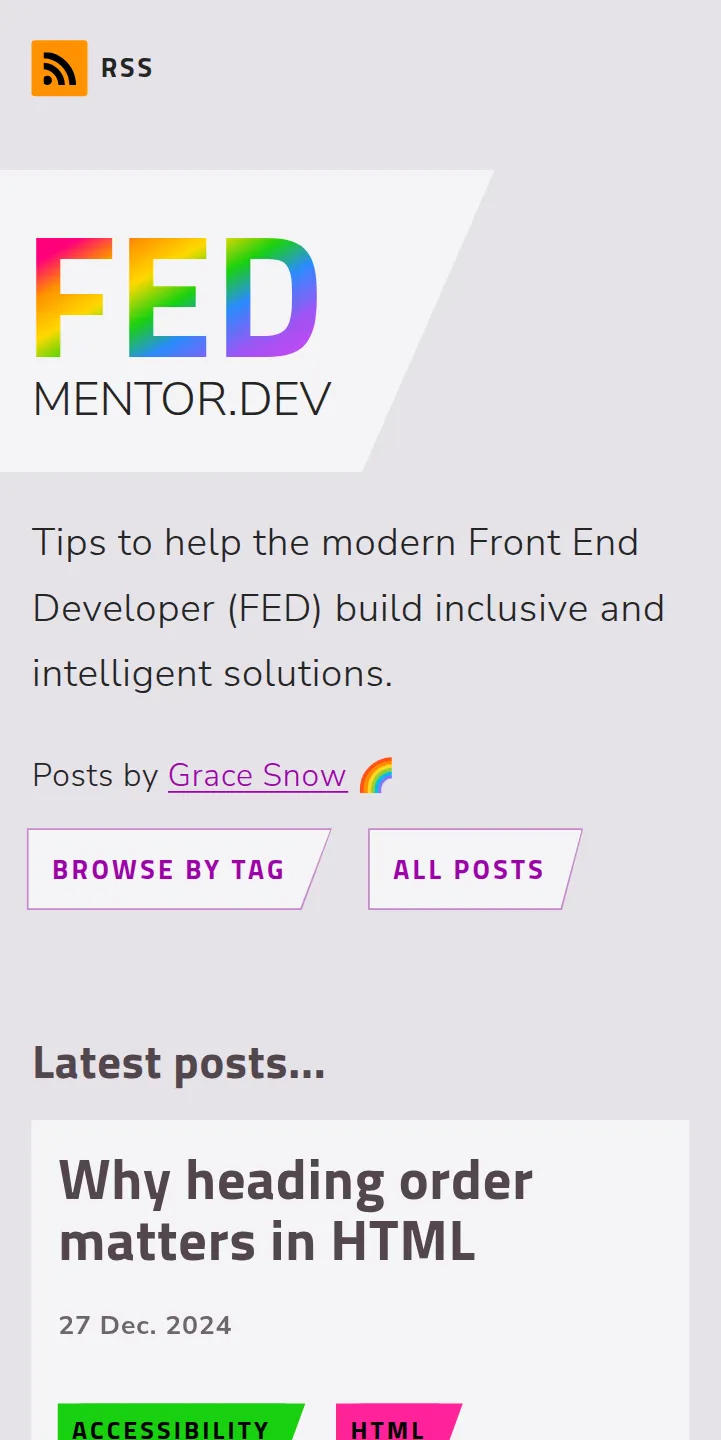 RSS
FED
MENTOR.DEV
Tips to help the modern Front End
Developer (FED) build inclusive and
intelligent solutions.
Posts by Grace Snow 🌈
BROWSE BY TAG
ALL POSTS
Latest posts...
Why heading order
matters in HTML
27 Dec. 2024
ACCESSIBILITY
HTML